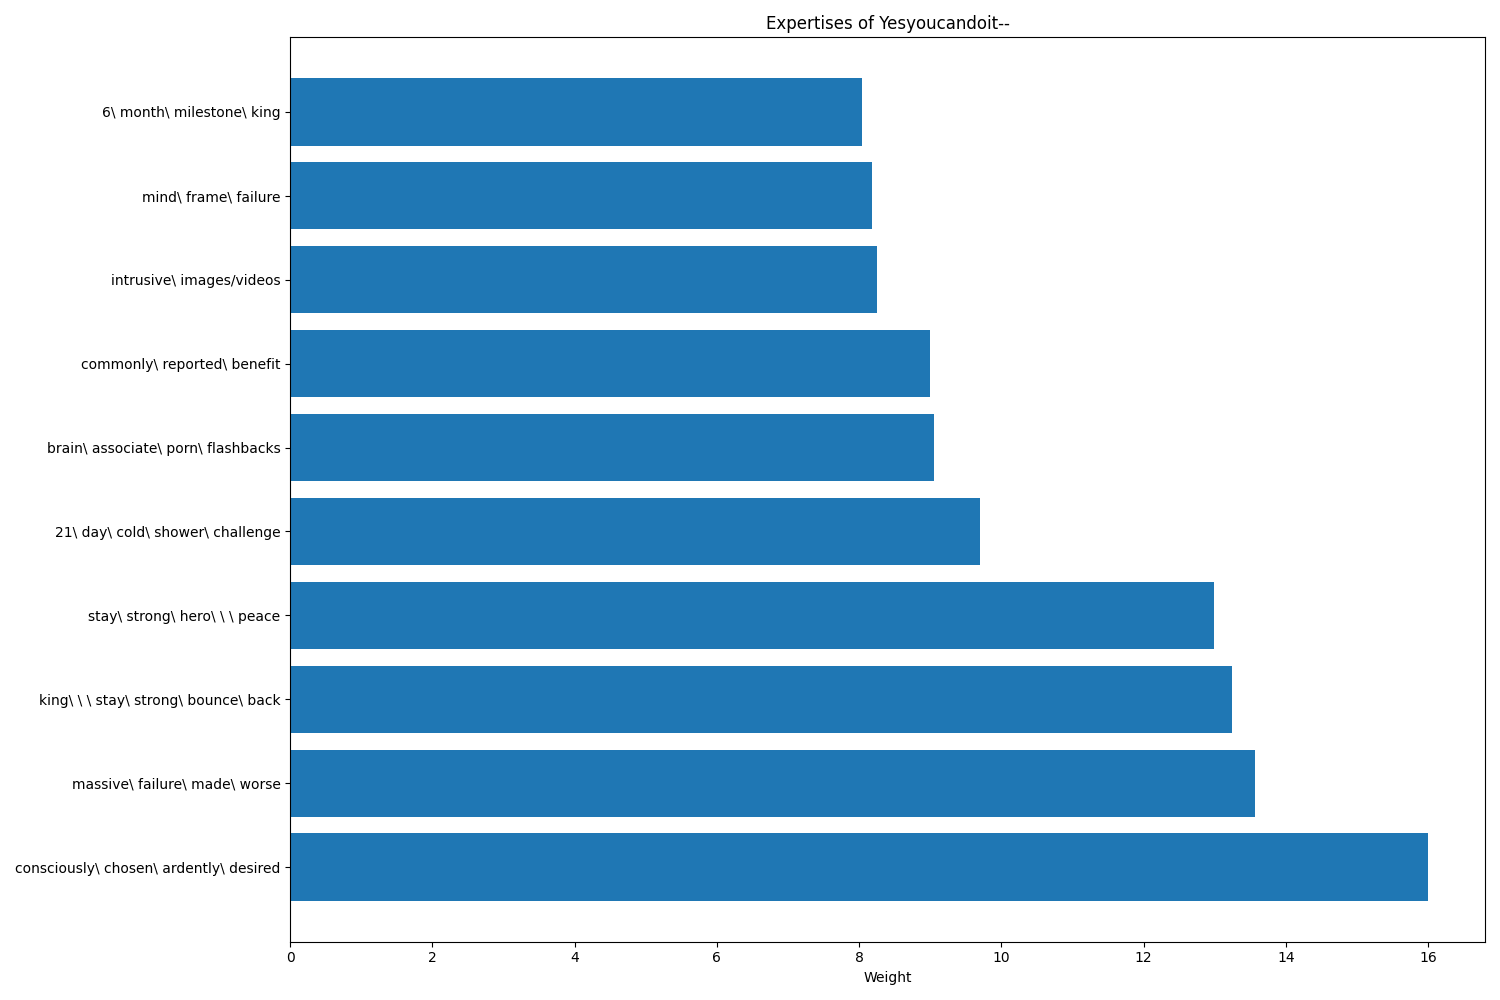 Expertises of Yesyoucandoit--
6\ month\ milestone\ king
mind\ frame\ failure
intrusive\ images/videos
commonly\ reported\ benefit
brain\ associate\ porn\ flashbacks
21\ day\ cold\ shower\ challenge
stay\ strong\ hero\ \ \ peace
king\ \ \ stay\ strong\ bounce\ back
massive\ failure\ made\ worse
consciously\ chosen\ ardently\ desired
0 2 4 6 8 10 12 14 16
Weight